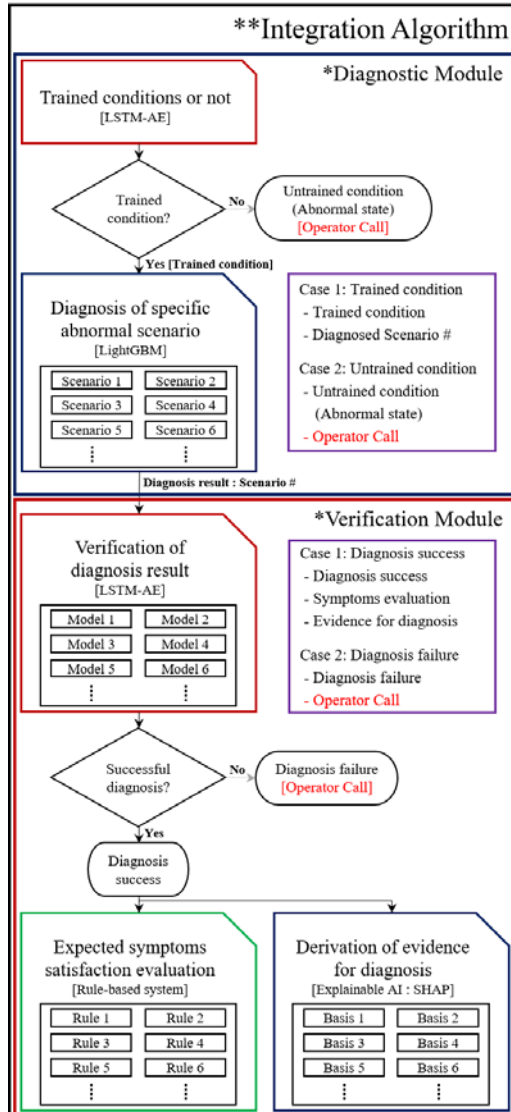 **Integration Algorithm
*Diagnostic Module
Trained conditions or not
[LSTM-AE]
Trained
condition?
No
Untrained condition
(Abnormal state)
[Operator Call]
Yes [Trained condition]
Diagnosis of specific
abnormal scenario
[LightGBM]
Scenario 1
Scenario 2
Scenario 3
Scenario 4
Scenario 5
Scenario 6
Case 1: Trained condition
- Trained condition
- Diagnosed Scenario #
Case 2: Untrained condition
- Untrained condition
(Abnormal state)
- Operator Call
Diagnosis result : Scenario #
*Verification Module
Verification of
diagnosis result
[LSTM-AE]
Model 1
Model 2
Model 3
Model 4
Model 5
Model 6
Case 1: Diagnosis success
- Diagnosis success
- Symptoms evaluation
- Evidence for diagnosis
Case 2: Diagnosis failure
- Diagnosis failure
- Operator Call
Successful
diagnosis?
No
Diagnosis failure
[Operator Call]
Yes
Diagnosis
success
Expected symptoms
satisfaction evaluation
[Rule-based system]
Rule 1
Rule 2
Rule 3
Rule 4
Rule 5
Rule 6
Derivation of evidence
for diagnosis
[Explainable AI : SHAP]
Basis 1
Basis 2
Basis 3
Basis 4
Basis 5
Basis 6